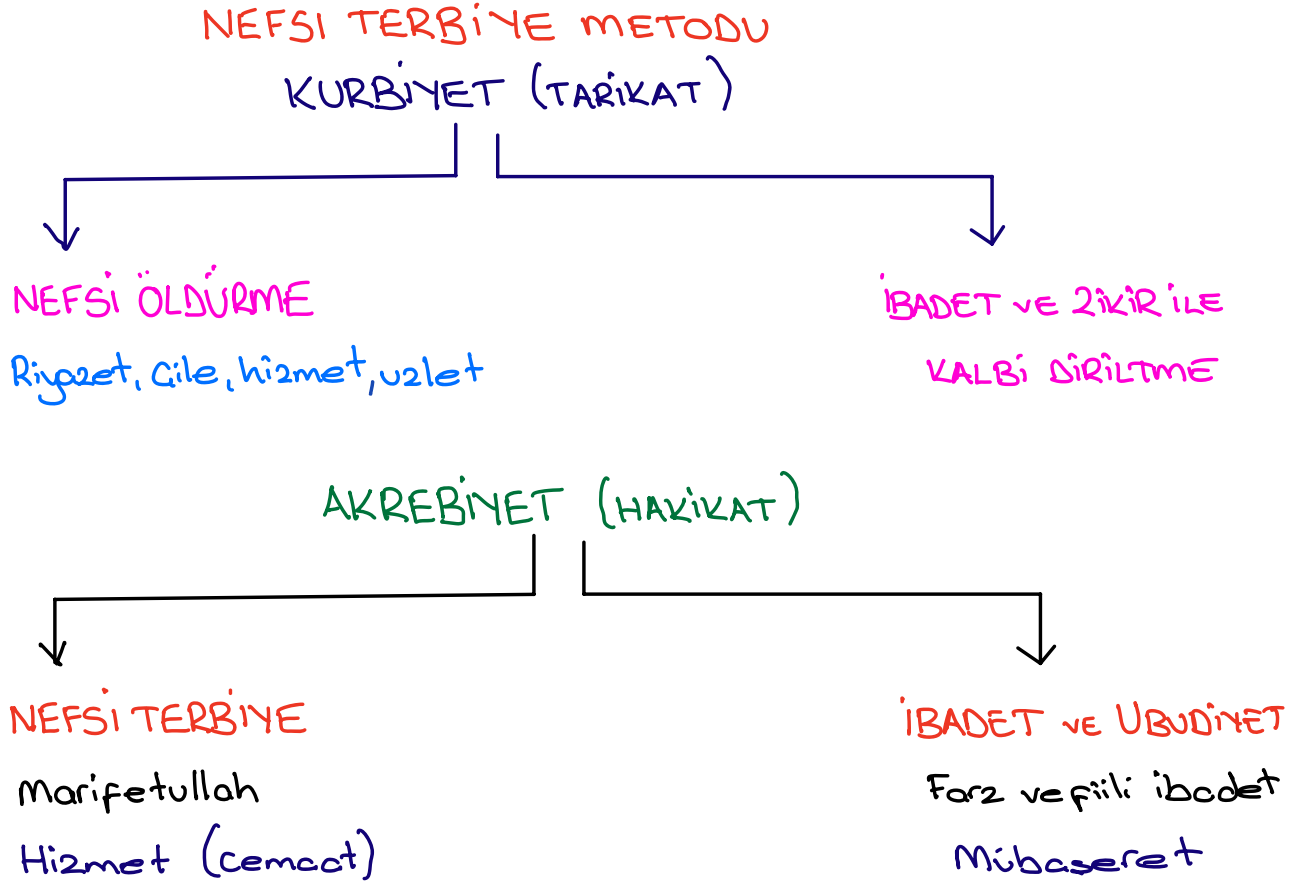 NEFSİ TERBİYE METODU
KURBİYET (TARİKAT)
NEFSİ ÖLDÜRME
İBADET VE ZİKİR İLE
Riyazet, Çile, hizmet, uzlet
KALBİ DİRİLTME
AKREBİYET (HAKİKAT)
NEFSİ TERBİYE
İBADET VE UBUDİYET
Marifetullah
Farz ve fiili ibadet
Hizmet (cemaat)
Mübaşeret